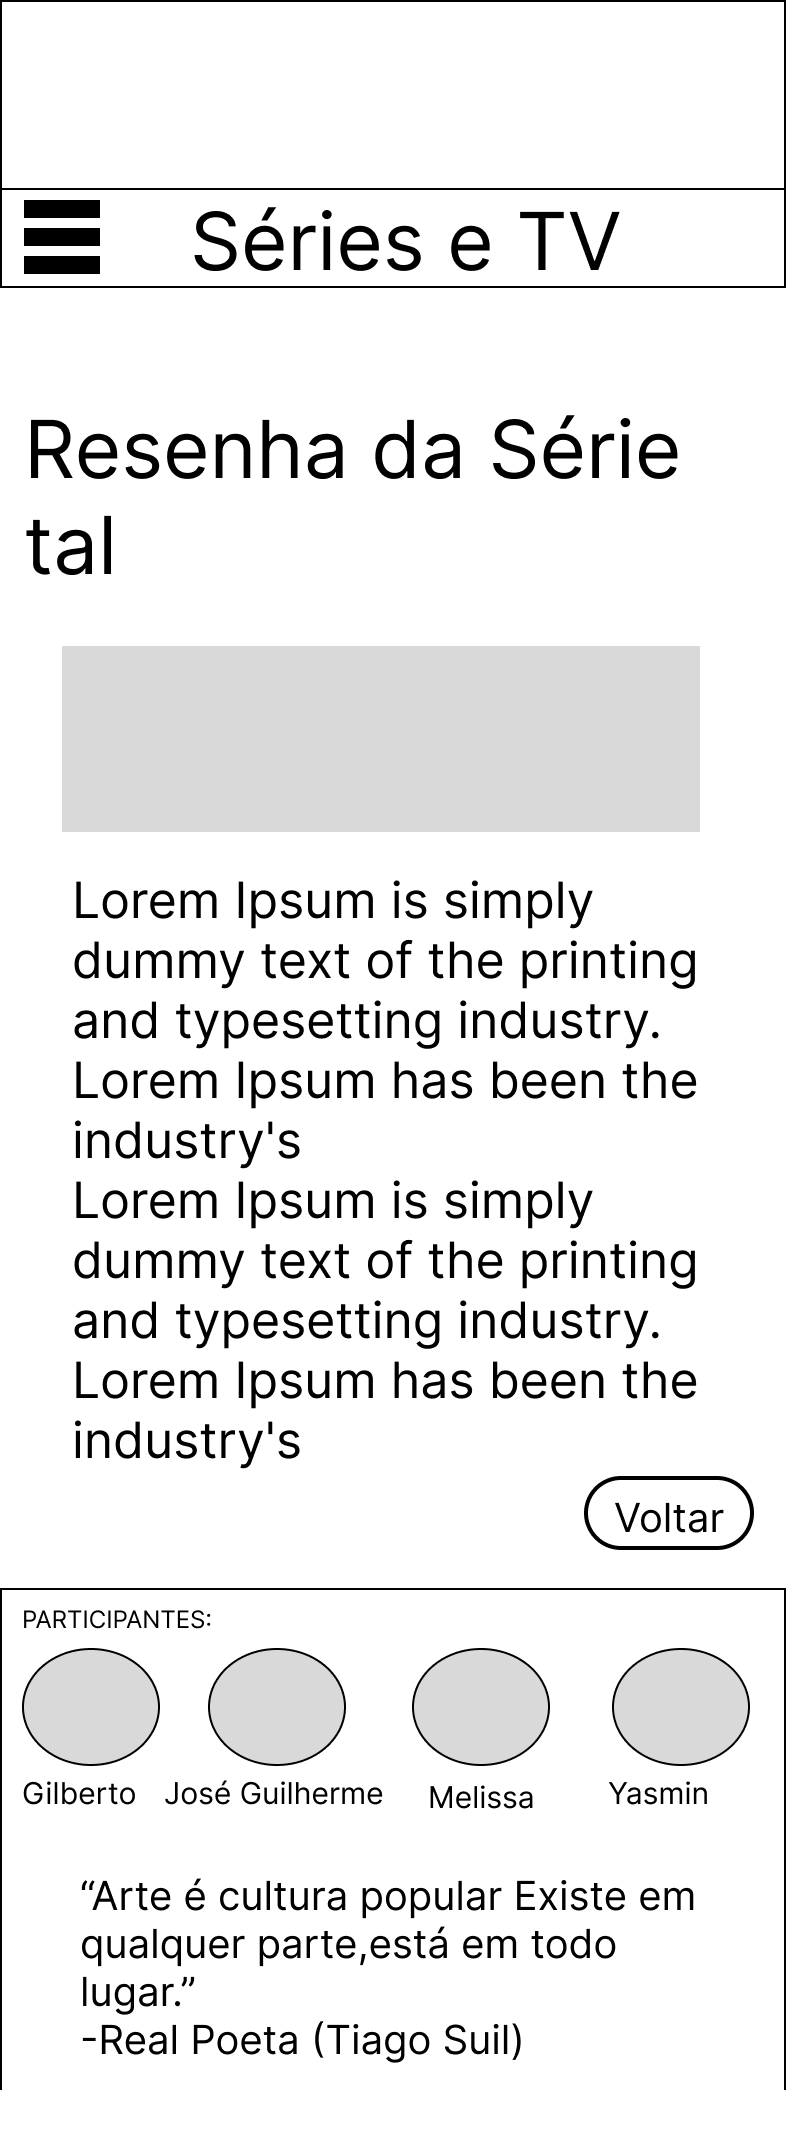 Séries e TV
Resenha da Série
tal
Lorem Ipsum is simply
dummy text of the printing
and typesetting industry.
Lorem Ipsum has been the
industry's
Lorem Ipsum is simply
dummy text of the printing
and typesetting industry.
Lorem Ipsum has been the
industry's
Voltar
PARTICIPANTES:
Gilberto José Guilherme Melissa Yasmin
“Arte é cultura popular Existe em
qualquer parte,está em todo
lugar.”
-Real Poeta (Tiago Suil)